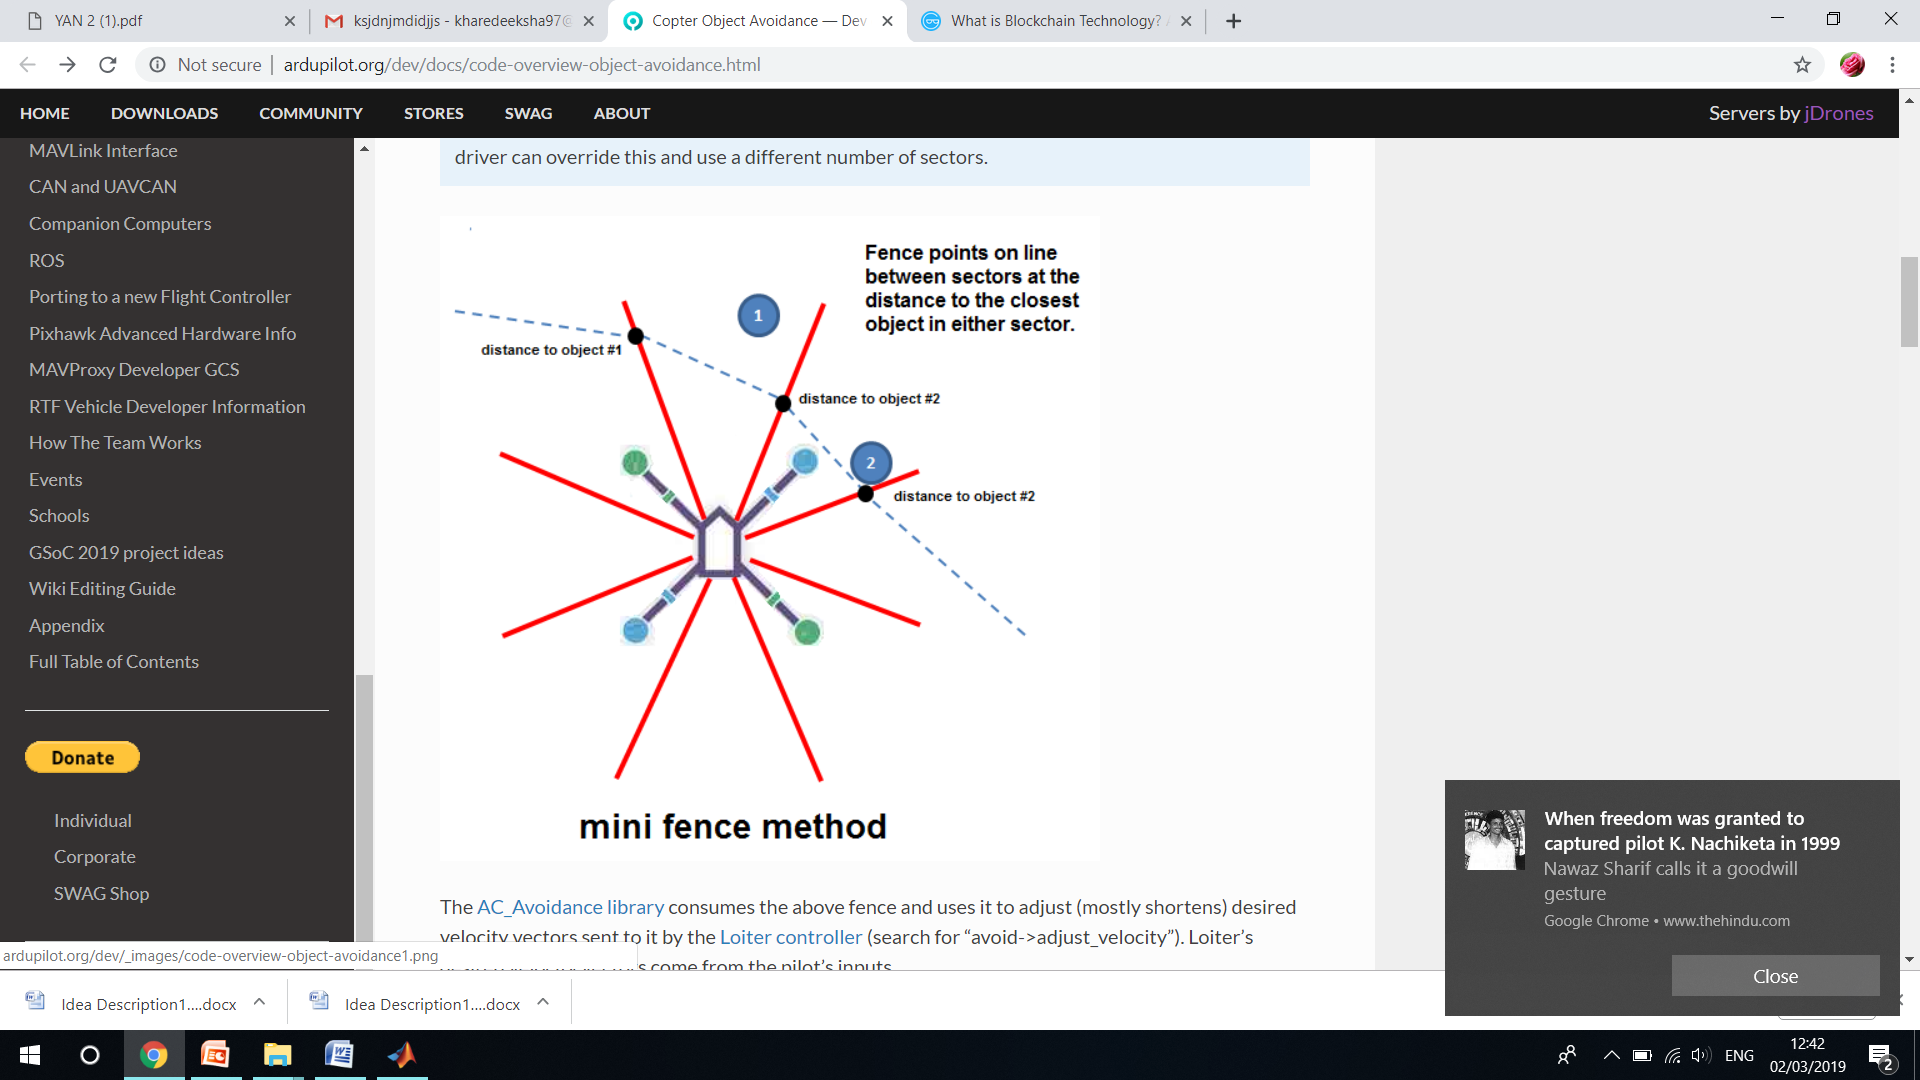 YAN 2 (1).pdf
ksjdnjmdidjjs - kharedeeksha97@
Copter Object Avoidance — Dev
What is Blockchain Technology?
Not secure
ardupilot.org/dev/docs/code-overview-object-avoidance.html
HOME
DOWNLOADS
COMMUNITY
STORES
SWAG
ABOUT
Servers by jDrones
MAVLink Interface
CAN and UAVCAN
Companion Computers
ROS
Porting to a new Flight Controller
Pixhawk Advanced Hardware Info
MAVProxy Developer GCS
RTF Vehicle Developer Information
How The Team Works
Events
Schools
GSoC 2019 project ideas
Wiki Editing Guide
Appendix
Full Table of Contents
Donate
Individual
Corporate
SWAG Shop
ardupilot.org/dev/_images/code-overview-object-avoidance1.png
driver can override this and use a different number of sectors.
Fence points on line
between sectors at the
distance to the closest
object in either sector.
1
distance to object #1
distance to object #2
2
distance to object #2
mini fence method
The AC_Avoidance library consumes the above fence and uses it to adjust (mostly shortens) desired
velocity vectors sent to it by the Loiter controller (search for “avoid->adjust_velocity”). Loiter’s
come from the pilot’s inputs
When freedom was granted to
captured pilot K. Nachiketa in 1999
Nawaz Sharif calls it a goodwill
gesture
Google Chrome • www.thehindu.com
Close
Idea Description1....docx
Idea Description1....docx
ENG
12:42
02/03/2019
2